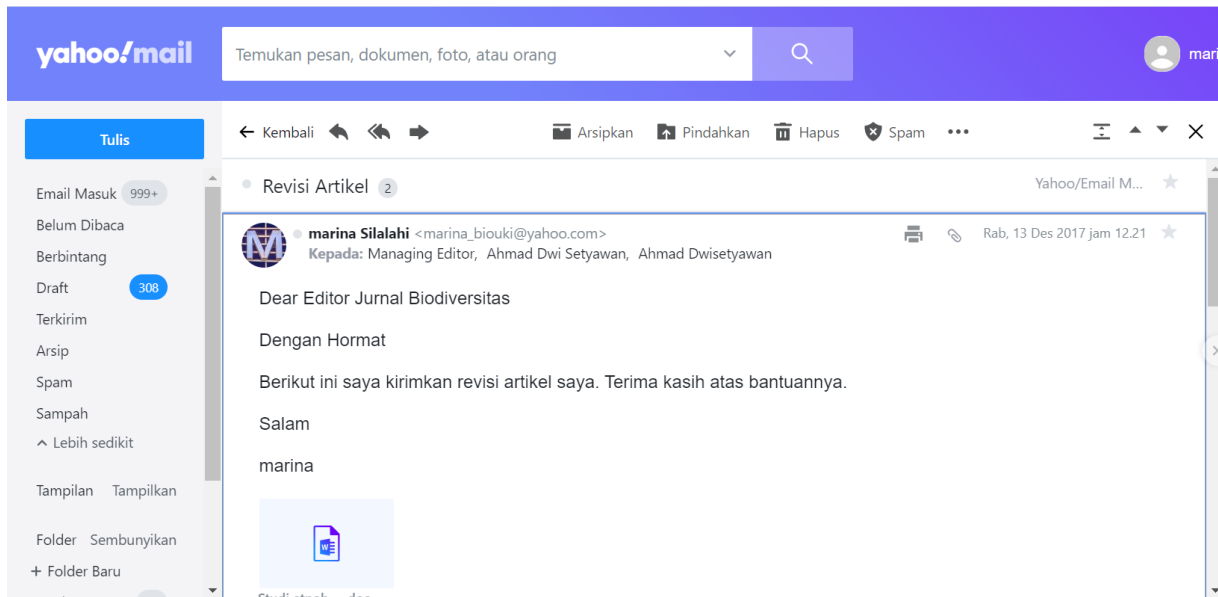 yahoo!mail
Temukan pesan, dokumen, foto, atau orang
mari
Tulis
Kembali
Arsipkan
Pindahkan
Hapus
Spam
Email Masuk 999+
Belum Dibaca
Berbintang
Draft 308
Terkirim
Arsip
Spam
Sampah
Lebih sedikit
Tampilan Tampilkan
Folder Sembunyikan
+ Folder Baru
Revisi Artikel 2
Yahoo/Email M...
marina Silalahi <marina_biouki@yahoo.com>
Rab, 13 Des 2017 jam 12.21
Kepada: Managing Editor, Ahmad Dwi Setyawan, Ahmad Dwisetyawan
Dear Editor Jurnal Biodiversitas
Dengan Hormat
Berikut ini saya kirimkan revisi artikel saya. Terima kasih atas bantuannya.
Salam
marina